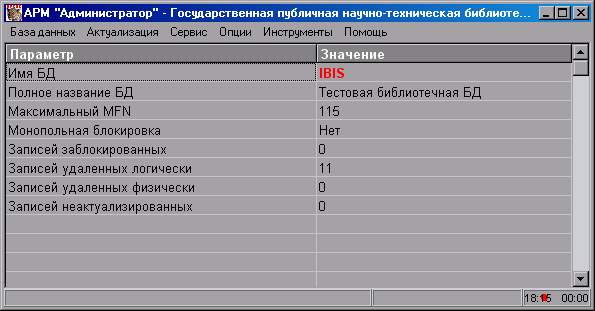 АРМ "Администратор" - Государственная публичная научно-техническая библиоте...
База данных Актуализация Сервис Опции Инструменты Помощь
Параметр Значение
Имя БД IBIS
Полное название БД Тестовая библиотечная БД
Максимальный MFN 115
Монопольная блокировка Нет
Записей заблокированных 0
Записей удаленных логически 11
Записей удаленных физически 0
Записей неактуализированных 0
18:15 00:00